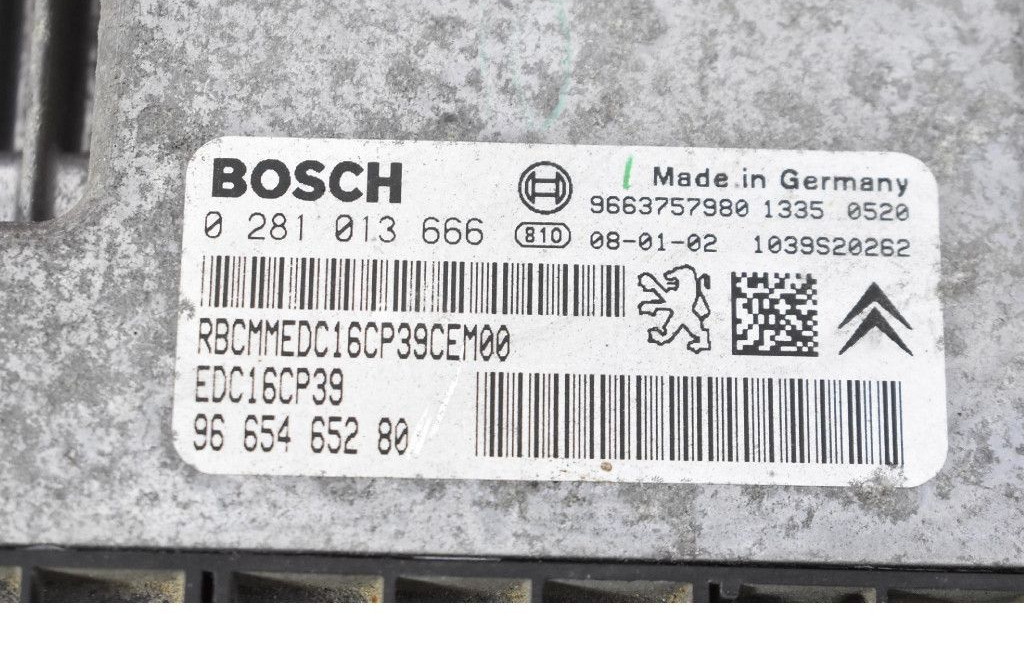 BOSCH
Made in Germany
9663757980 1335 0520
0 281 013 666
810
08-01-02
1039S20262
RBCMMEDC16CP39CEM00
EDC16CP39
96 654 652 80